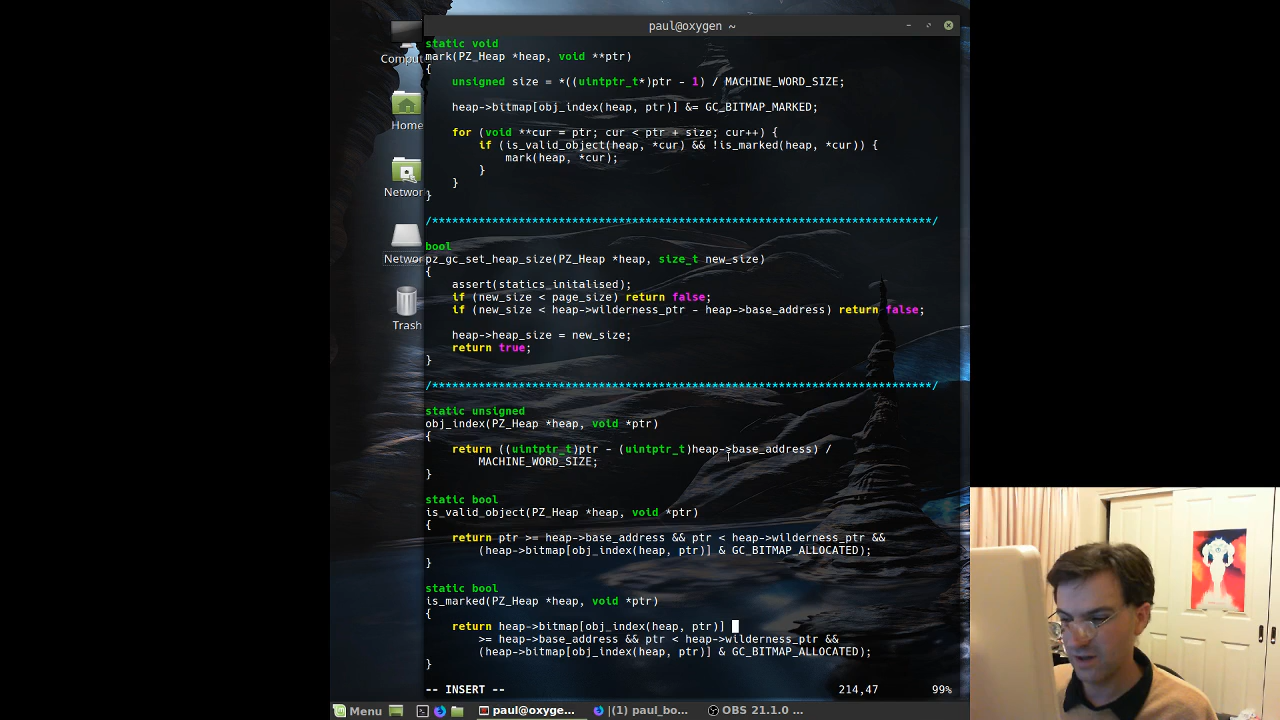 paul@oxygen ~
static void
mark(PZ_Heap *heap, void **ptr)
{
    unsigned size = *((uintptr_t*)ptr - 1) / MACHINE_WORD_SIZE;
    heap->bitmap[obj_index(heap, ptr)] &= GC_BITMAP_MARKED;
    for (void **cur = ptr; cur < ptr + size; cur++) {
        if (is_valid_object(heap, *cur) && !is_marked(heap, *cur)) {
            mark(heap, *cur);
        }
    }
}
/****************************************************************************/
bool
pz_gc_set_heap_size(PZ_Heap *heap, size_t new_size)
{
    assert(statics_initalised);
    if (new_size < page_size) return false;
    if (new_size < heap->wilderness_ptr - heap->base_address) return false;
    heap->heap_size = new_size;
    return true;
}
/****************************************************************************/
static unsigned
obj_index(PZ_Heap *heap, void *ptr)
{
    return ((uintptr_t)ptr - (uintptr_t)heap->base_address) /
        MACHINE_WORD_SIZE;
}
static bool
is_valid_object(PZ_Heap *heap, void *ptr)
{
    return ptr >= heap->base_address && ptr < heap->wilderness_ptr &&
        (heap->bitmap[obj_index(heap, ptr)] & GC_BITMAP_ALLOCATED);
}
static bool
is_marked(PZ_Heap *heap, void *ptr)
{
    return heap->bitmap[obj_index(heap, ptr)]
        >= heap->base_address && ptr < heap->wilderness_ptr &&
        (heap->bitmap[obj_index(heap, ptr)] & GC_BITMAP_ALLOCATED);
}
-- INSERT -- 214,47 99%
Comput
Home
Networ
Networ
Trash
Menu
paul@oxyge...
(1) paul_bo...
OBS 21.1.0 ...